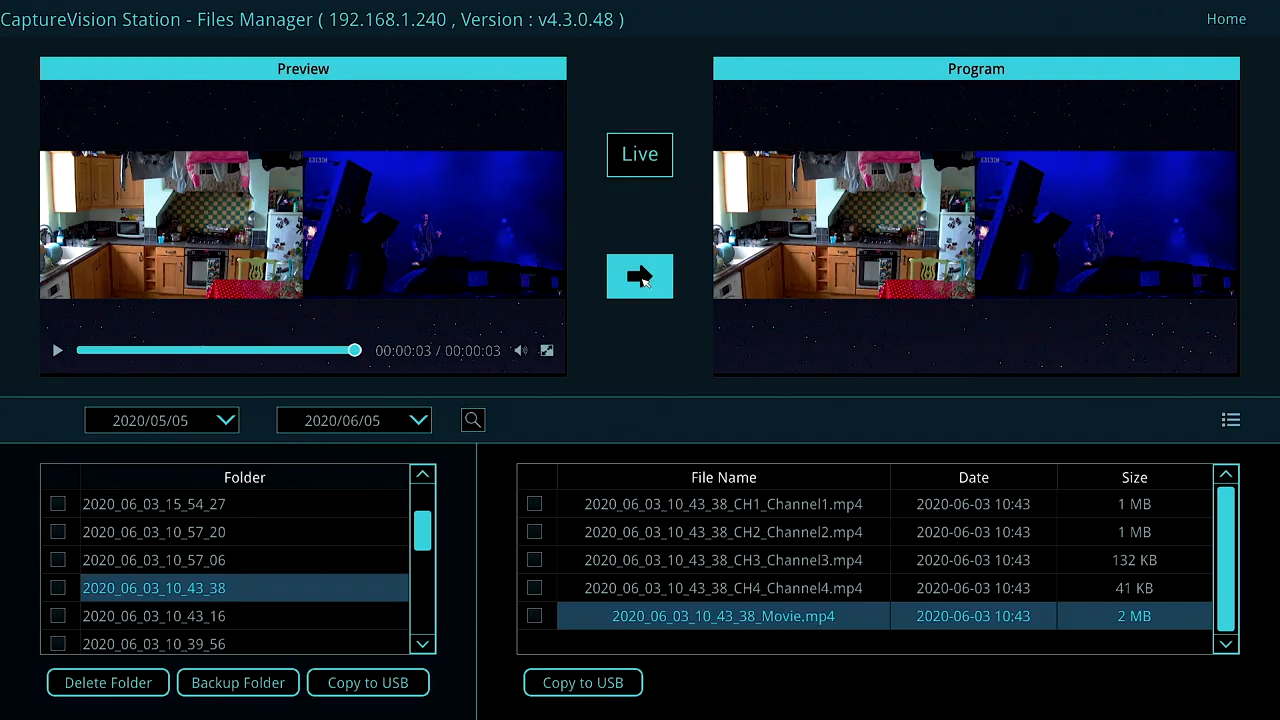 CaptureVision Station - Files Manager ( 192.168.1.240 , Version : v4.3.0.48 )
Home
Preview
Program
BBC
BBC
Live
00:00:03 / 00:00:03
2020/05/05
2020/06/05
Folder
2020_06_03_15_54_27
2020_06_03_10_57_20
2020_06_03_10_57_06
2020_06_03_10_43_38
2020_06_03_10_43_16
2020_06_03_10_39_56
Delete Folder
Backup Folder
Copy to USB
File Name Date Size
2020_06_03_10_43_38_CH1_Channel1.mp4 2020-06-03 10:43 1 MB
2020_06_03_10_43_38_CH2_Channel2.mp4 2020-06-03 10:43 1 MB
2020_06_03_10_43_38_CH3_Channel3.mp4 2020-06-03 10:43 132 KB
2020_06_03_10_43_38_CH4_Channel4.mp4 2020-06-03 10:43 41 KB
2020_06_03_10_43_38_Movie.mp4 2020-06-03 10:43 2 MB
Copy to USB